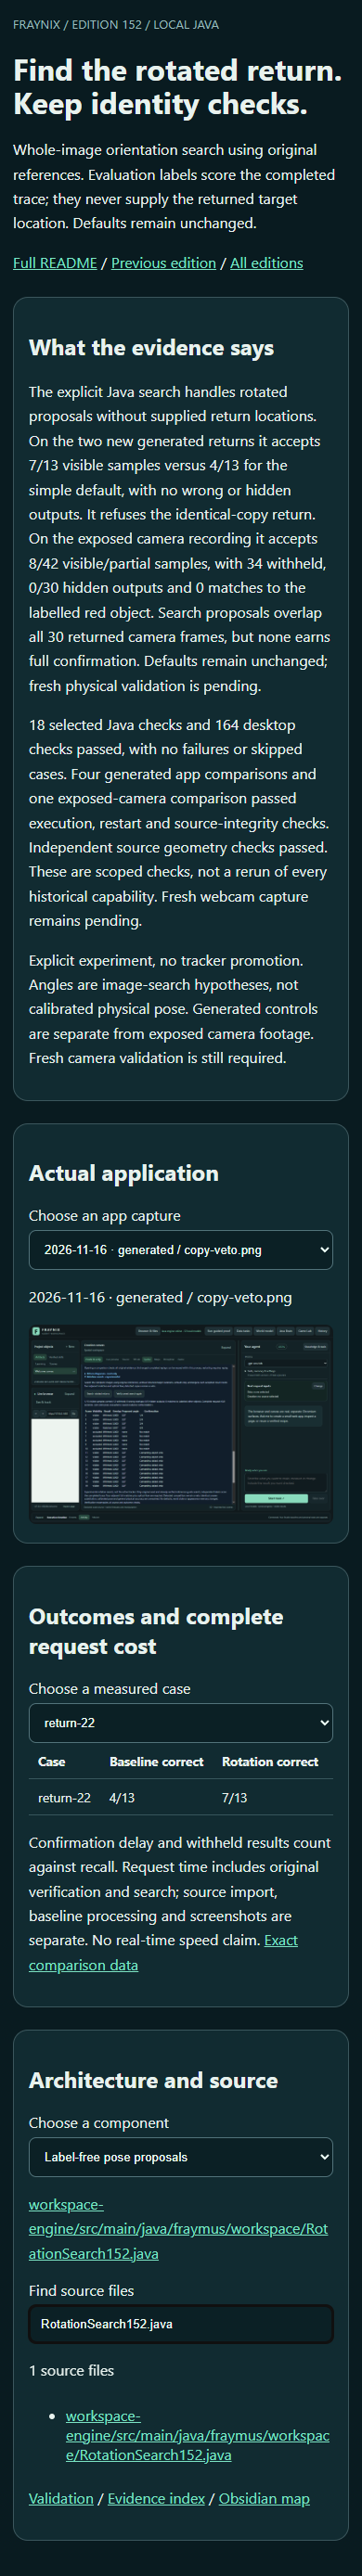 FRAYNIX / EDITION 152 / LOCAL JAVA
Find the rotated return.
Keep identity checks.
Whole-image orientation search using original
references. Evaluation labels score the completed
trace; they never supply the returned target
location. Defaults remain unchanged.
Full README / Previous edition / All editions
What the evidence says
The explicit Java search handles rotated
proposals without supplied return locations.
On the two new generated returns it accepts
7/13 visible samples versus 4/13 for the
simple default, with no wrong or hidden
outputs. It refuses the identical-copy return.
On the exposed camera recording it accepts
8/42 visible/partial samples, with 34 withheld,
0/30 hidden outputs and 0 matches to the
labelled red object. Search proposals overlap
all 30 returned camera frames, but none earns
full confirmation. Defaults remain unchanged;
fresh physical validation is pending.
18 selected Java checks and 164 desktop
checks passed, with no failures or skipped
cases. Four generated app comparisons and
one exposed-camera comparison passed
execution, restart and source-integrity checks.
Independent source geometry checks passed.
These are scoped checks, not a rerun of every
historical capability. Fresh webcam capture
remains pending.
Explicit experiment, no tracker promotion.
Angles are image-search hypotheses, not
calibrated physical pose. Generated controls
are separate from exposed camera footage.
Fresh camera validation is still required.
Actual application
Choose an app capture
2026-11-16 · generated / copy-veto.png
2026-11-16 · generated / copy-veto.png
Outcomes and complete
request cost
Choose a measured case
return-22
Case Baseline correct Rotation correct
return-22 4/13 7/13
Confirmation delay and withheld results count
against recall. Request time includes original
verification and search; source import,
baseline processing and screenshots are
separate. No real-time speed claim. Exact
comparison data
Architecture and source
Choose a component
Label-free pose proposals
workspace-
engine/src/main/java/fraymus/workspace/Rot
ationSearch152.java
Find source files
RotationSearch152.java
1 source files
workspace-
engine/src/main/java/fraymus/workspac
e/RotationSearch152.java
Validation / Evidence index / Obsidian map